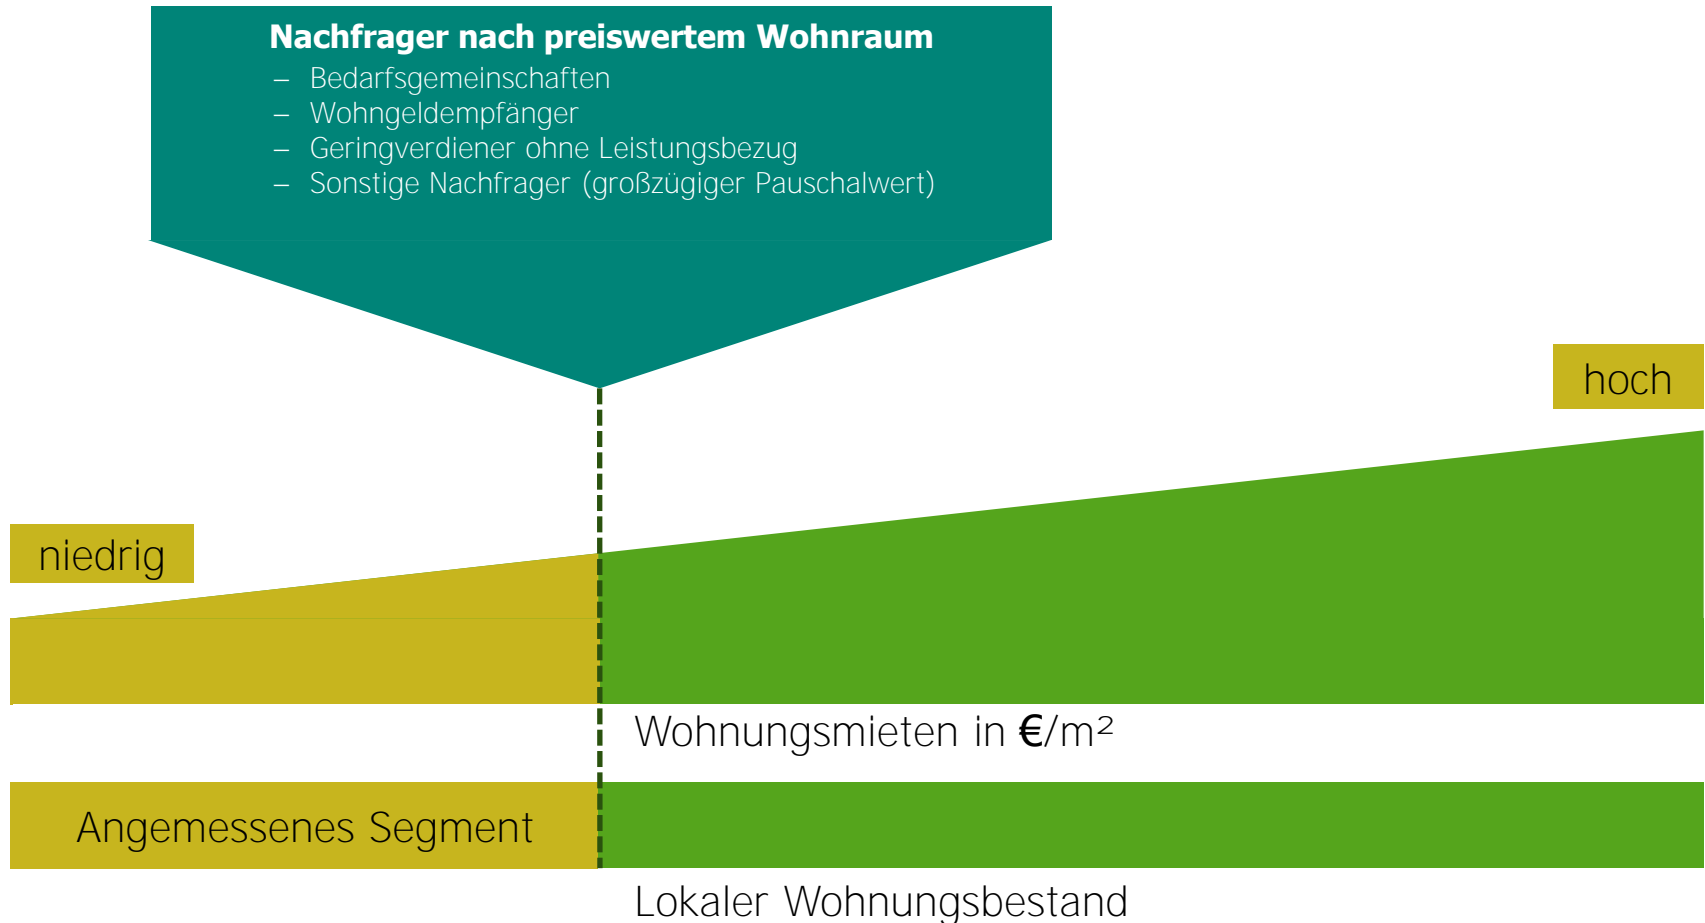 Nachfrager nach preiswertem Wohnraum
– Bedarfsgemeinschaften
– Wohngeldempfänger
– Geringverdiener ohne Leistungsbezug
– Sonstige Nachfrager (großzügiger Pauschalwert)
hoch
niedrig
Wohnungsmieten in €/m²
Angemessenes Segment
Lokaler Wohnungsbestand